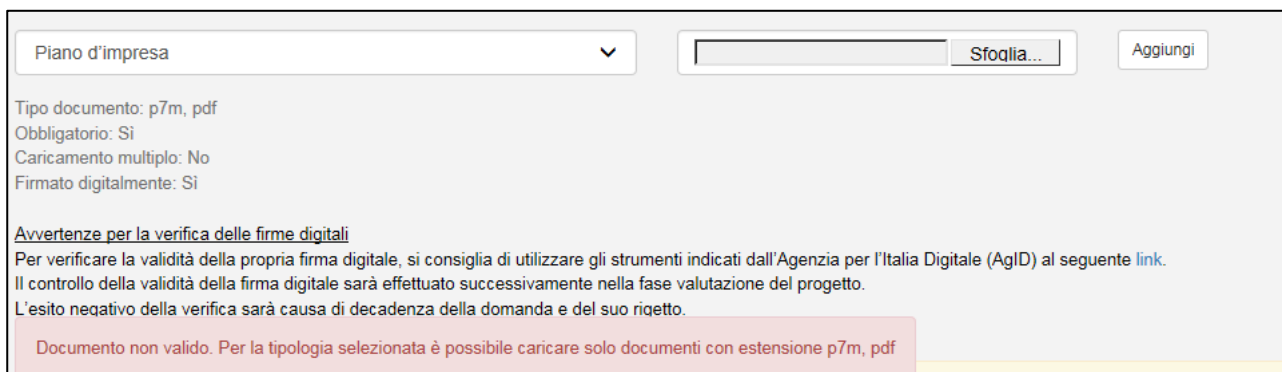 Piano d'impresa
Sfoglia...
Aggiungi
Tipo documento: p7m, pdf
Obbligatorio: Sì
Caricamento multiplo: No
Firmato digitalmente: Sì
Avvertenze per la verifica delle firme digitali
Per verificare la validità della propria firma digitale, si consiglia di utilizzare gli strumenti indicati dall'Agenzia per l'Italia Digitale (AgID) al seguente link.
Il controllo della validità della firma digitale sarà effettuato successivamente nella fase valutazione del progetto.
L'esito negativo della verifica sarà causa di decadenza della domanda e del suo rigetto.
Documento non valido. Per la tipologia selezionata è possibile caricare solo documenti con estensione p7m, pdf